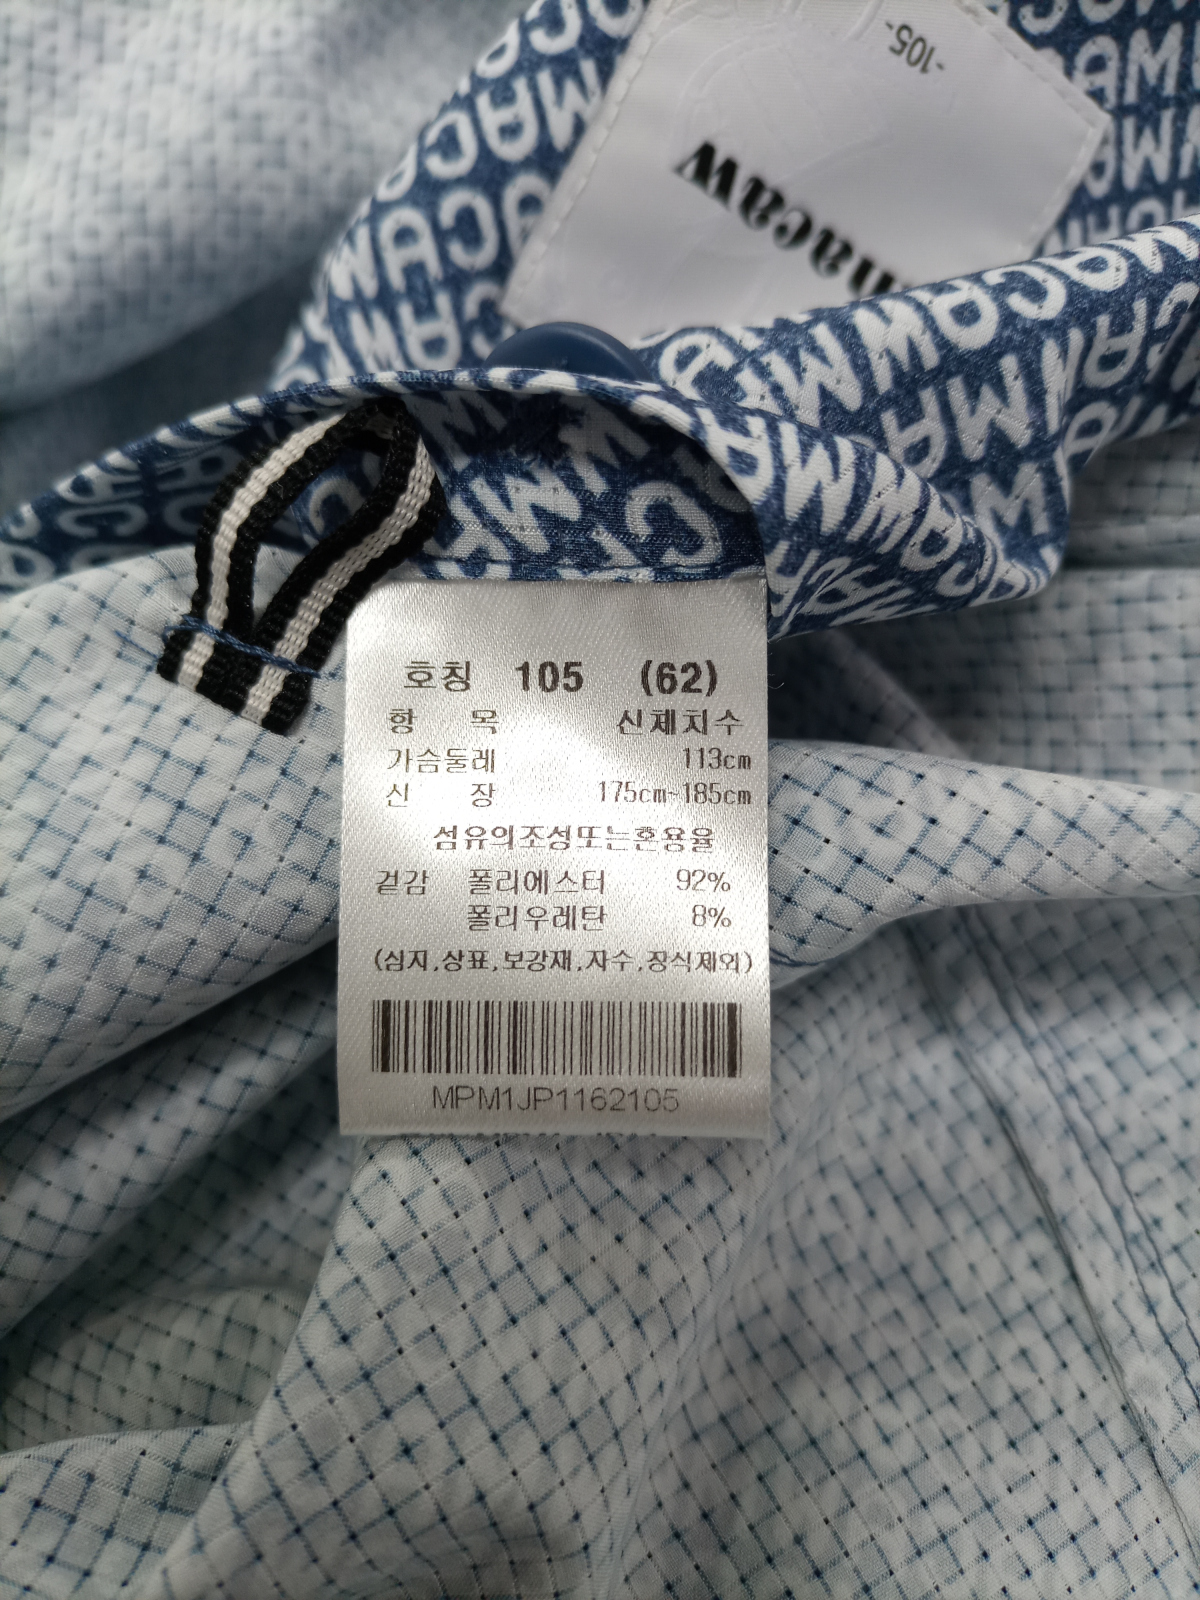 -105-
macaw
호칭 105 (62)
항 목 신체치수
가슴둘레 113cm
신 장 175cm~185cm
섬유의조성또는혼용율
겉감 폴리에스터 92%
폴리우레탄 8%
(심지,상표,보강재,자수,장식제외)
MPM1JP1162105